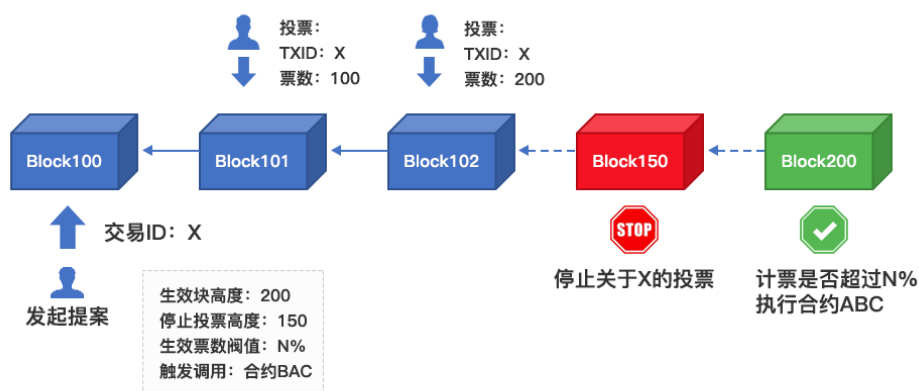 投票:
TXID: X
票数: 100
投票:
TXID: X
票数: 200
Block100
Block101
Block102
Block150
Block200
交易ID: X
发起提案
生效块高度: 200
停止投票高度: 150
生效票数阀值: N%
触发调用: 合约BAC
STOP
停止关于X的投票
计票是否超过N%
执行合约ABC